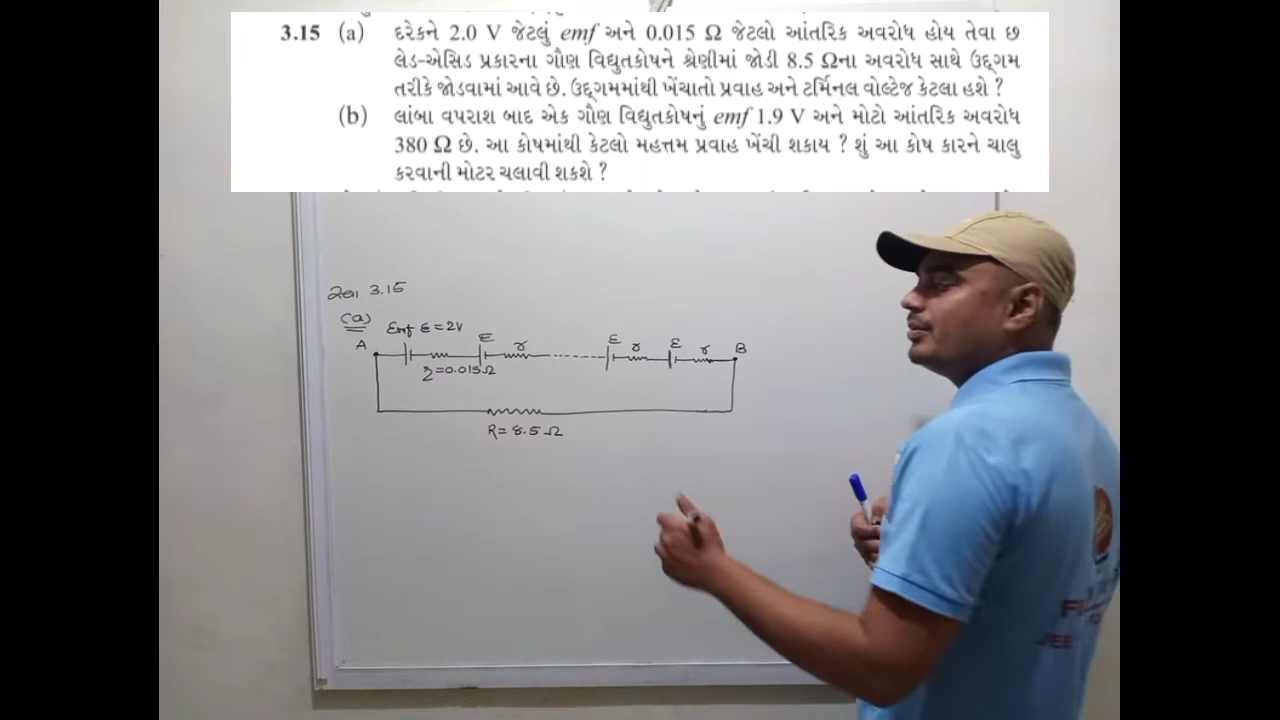 3.15 (a) દરેકને 2.0 V જેટલું emf અને 0.015 Ω જેટલો આંતરિક અવરોધ હોય તેવા છ
લેડ-એસિડ પ્રકારના ગૌણ વિદ્યુતકોષને શ્રેણીમાં જોડી 8.5 Ωના અવરોધ સાથે ઉદ્દગમ
તરીકે જોડવામાં આવે છે. ઉદ્દગમમાંથી ખેંચાતો પ્રવાહ અને ટર્મિનલ વોલ્ટેજ કેટલા હશે ?
(b) લાંબા વપરાશ બાદ એક ગૌણ વિદ્યુતકોષનું emf 1.9 V અને મોટો આંતરિક અવરોધ
380 Ω છે. આ કોષમાંથી કેટલો મહત્તમ પ્રવાહ ખેંચી શકાય ? શું આ કોષ કારને ચાલુ
કરવાની મોટર ચલાવી શકશે ?
3.15
(a) Emf ε = 2V
A E r E r E r B
r=0.015Ω
R = 8.5 Ω